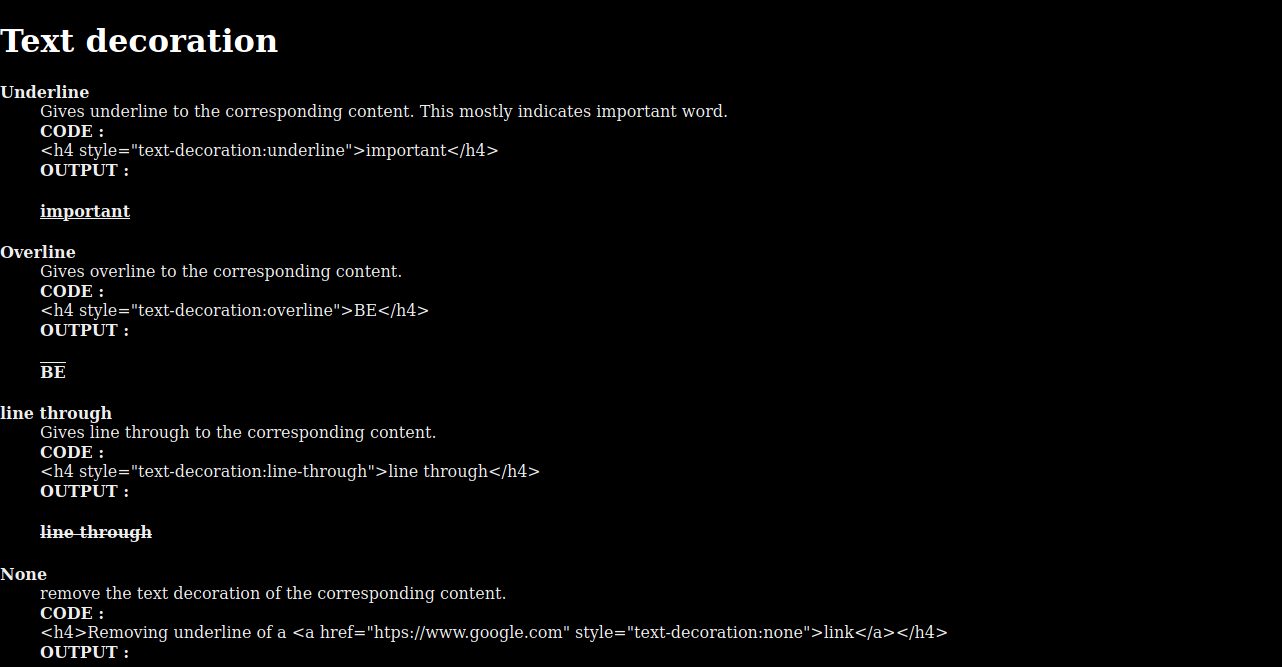 Text decoration
Underline
Gives underline to the corresponding content. This mostly indicates important word.
CODE :
<h4 style="text-decoration:underline">important</h4>
OUTPUT :
important
Overline
Gives overline to the corresponding content.
CODE :
<h4 style="text-decoration:overline">BE</h4>
OUTPUT :
BE
line through
Gives line through to the corresponding content.
CODE :
<h4 style="text-decoration:line-through">line through</h4>
OUTPUT :
line through
None
remove the text decoration of the corresponding content.
CODE :
<h4>Removing underline of a <a href="htps://www.google.com" style="text-decoration:none">link</a></h4>
OUTPUT :